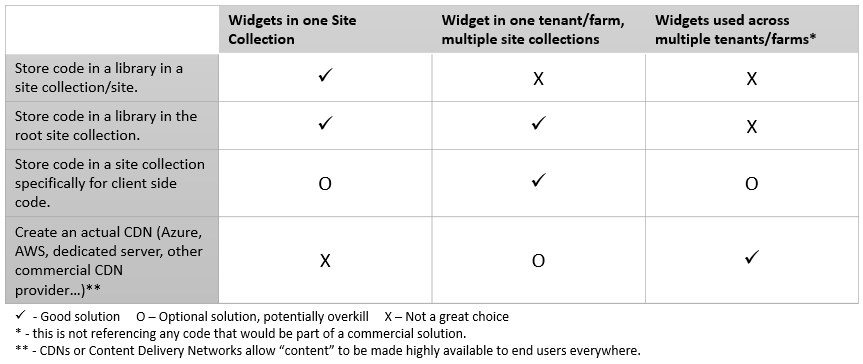 Widgets in one Site
Collection
Widget in one tenant/farm,
multiple site collections
Widgets used across
multiple tenants/farms*
Store code in a library in a
site collection/site.
✓ X X
Store code in a library in the
root site collection.
✓ ✓ X
Store code in a site collection
specifically for client side
code.
O ✓ O
Create an actual CDN (Azure,
AWS, dedicated server, other
commercial CDN
provider…)**
X O ✓
✓ - Good solution O – Optional solution, potentially overkill X – Not a great choice
* - this is not referencing any code that would be part of a commercial solution.
** - CDNs or Content Delivery Networks allow “content” to be made highly available to end users everywhere.